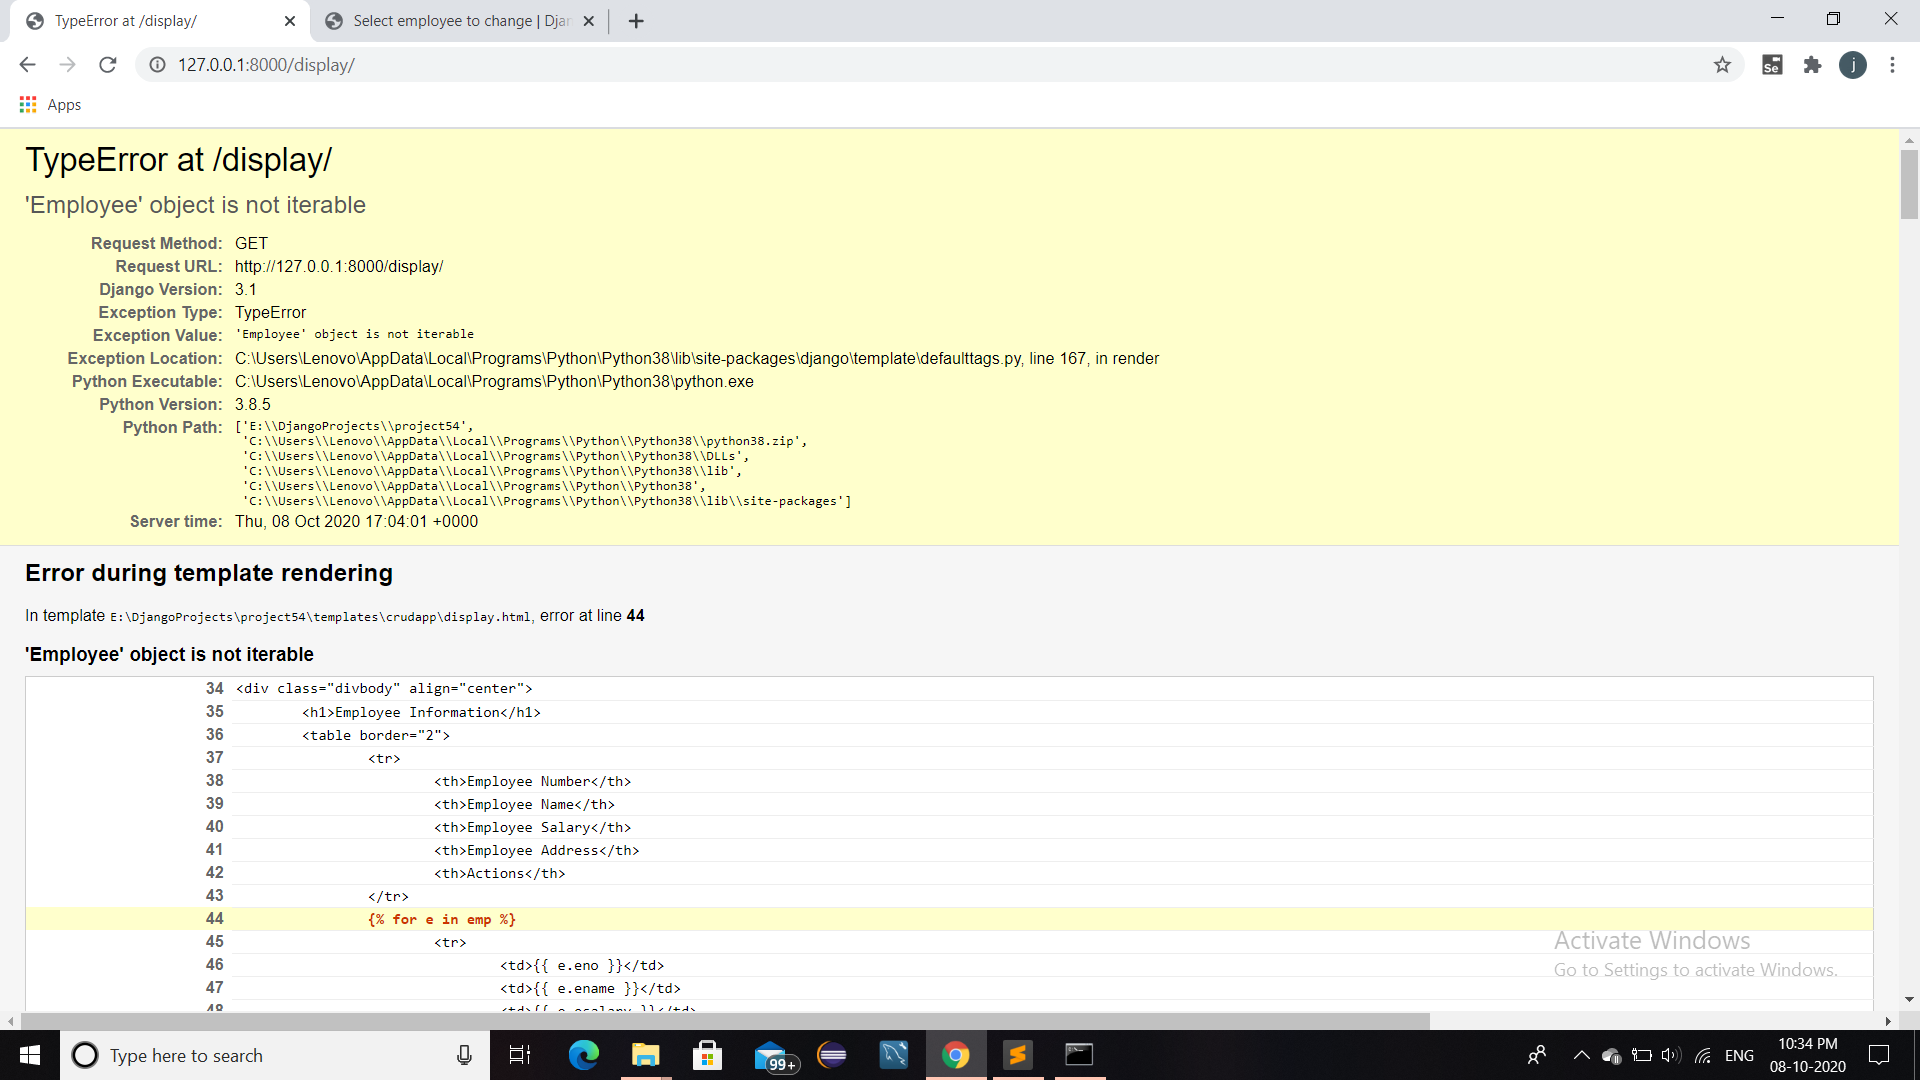 TypeError at /display/
Select employee to change | Djan
127.0.0.1:8000/display/
Se
j
Apps
TypeError at /display/
'Employee' object is not iterable
Request Method: GET
Request URL: http://127.0.0.1:8000/display/
Django Version: 3.1
Exception Type: TypeError
Exception Value: 'Employee' object is not iterable
Exception Location: C:\Users\Lenovo\AppData\Local\Programs\Python\Python38\lib\site-packages\django\template\defaulttags.py, line 167, in render
Python Executable: C:\Users\Lenovo\AppData\Local\Programs\Python\Python38\python.exe
Python Version: 3.8.5
Python Path: ['E:\\DjangoProjects\\project54',
'C:\\Users\\Lenovo\\AppData\\Local\\Programs\\Python\\Python38\\python38.zip',
'C:\\Users\\Lenovo\\AppData\\Local\\Programs\\Python\\Python38\\DLLs',
'C:\\Users\\Lenovo\\AppData\\Local\\Programs\\Python\\Python38\\lib',
'C:\\Users\\Lenovo\\AppData\\Local\\Programs\\Python\\Python38',
'C:\\Users\\Lenovo\\AppData\\Local\\Programs\\Python\\Python38\\lib\\site-packages']
Server time: Thu, 08 Oct 2020 17:04:01 +0000
Error during template rendering
In template E:\DjangoProjects\project54\templates\crudapp\display.html, error at line 44
'Employee' object is not iterable
34 <div class="divbody" align="center">
35 <h1>Employee Information</h1>
36 <table border="2">
37 <tr>
38 <th>Employee Number</th>
39 <th>Employee Name</th>
40 <th>Employee Salary</th>
41 <th>Employee Address</th>
42 <th>Actions</th>
43 </tr>
44 {% for e in emp %}
45 <tr>
46 <td>{{ e.eno }}</td>
47 <td>{{ e.ename }}</td>
48 <td>{{ e.esalary }}</td>
Activate Windows
Go to Settings to activate Windows.
Type here to search
99+
ENG
10:34 PM
08-10-2020